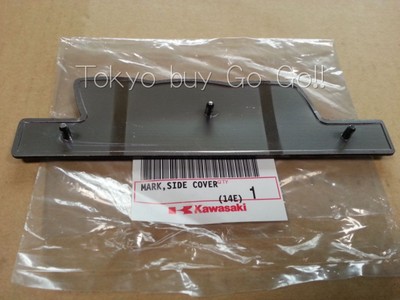 Tokyo buy Go Go!!
MARK,SIDE COVER
(14E) 1
Kawasaki